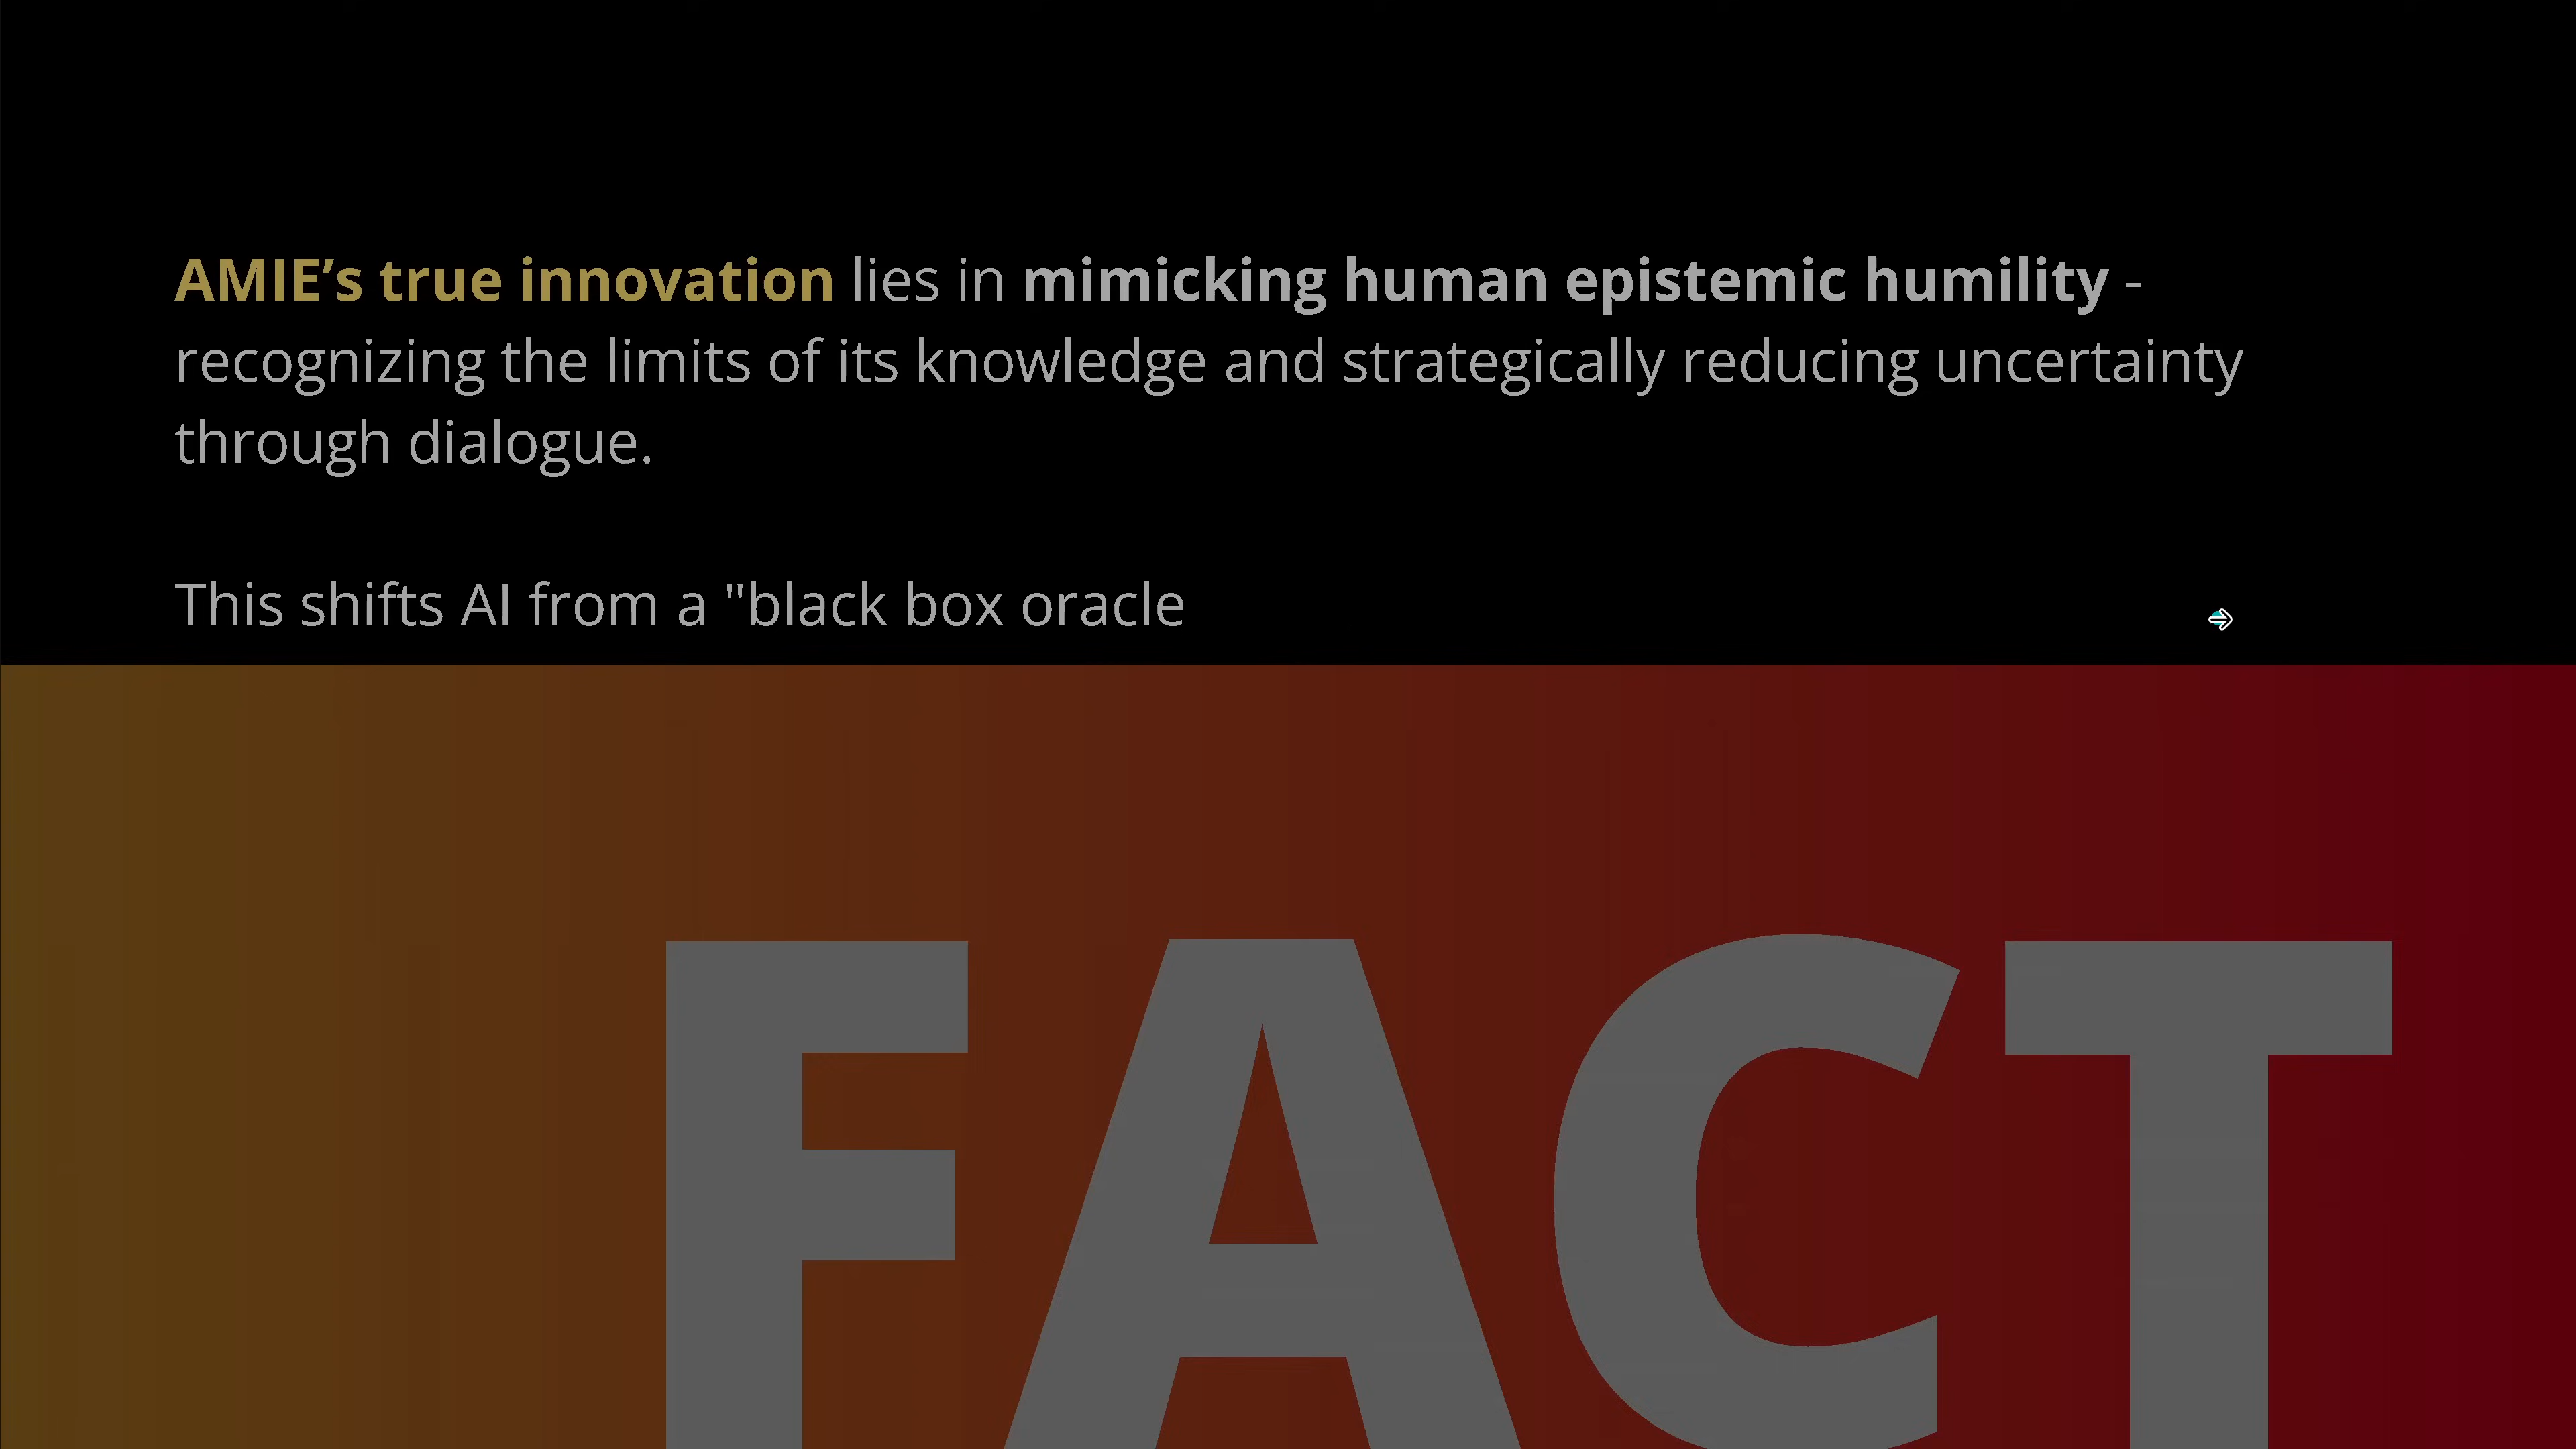 AMIE’s true innovation lies in mimicking human epistemic humility -
recognizing the limits of its knowledge and strategically reducing uncertainty
through dialogue.
This shifts AI from a "black box oracle
FACT